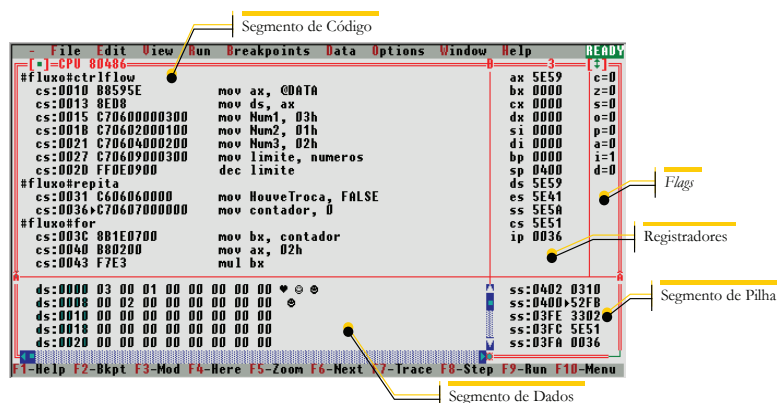 Segmento de Código
- File Edit View Run Breakpoints Data Options Window Help READY
[■]=CPU 80486 3 [↕]
#fluxo#ctrlflow
cs:0010 B8595E mov ax, @DATA
cs:0013 8ED8 mov ds, ax
cs:0015 C70600000300 mov Num1, 03h
cs:001B C70602000100 mov Num2, 01h
cs:0021 C70604000200 mov Num3, 02h
cs:0027 C70609000300 mov limite, numeros
cs:002D FF0E0900 dec limite
#fluxo#repita
cs:0031 C606060000 mov HouveTroca, FALSE
cs:0036▸C70607000000 mov contador, 0
#fluxo#for
cs:003C 8B1E0700 mov bx, contador
cs:0040 B80200 mov ax, 02h
cs:0043 F7E3 mul bx
ax 5E59 c=0
bx 0000 z=0
cx 0000 s=0
dx 0000 o=0
si 0000 p=0
di 0000 a=0
bp 0000 i=1
sp 0400 d=0
ds 5E59
es 5E41
ss 5E5A
cs 5E51
ip 0036
Flags
Registradores
ds:0000 03 00 01 00 00 00 00 00 ♥ ☺ ☻
ds:0008 00 02 00 00 00 00 00 00 ☻
ds:0010 00 00 00 00 00 00 00 00
ds:0018 00 00 00 00 00 00 00 00
ds:0020 00 00 00 00 00 00 00 00
ss:0402 0310
ss:0400▸52FB
ss:03FE 3302
ss:03FC 5E51
ss:03FA 0036
Segmento de Pilha
F1-Help F2-Bkpt F3-Mod F4-Here F5-Zoom F6-Next F7-Trace F8-Step F9-Run F10-Menu
Segmento de Dados